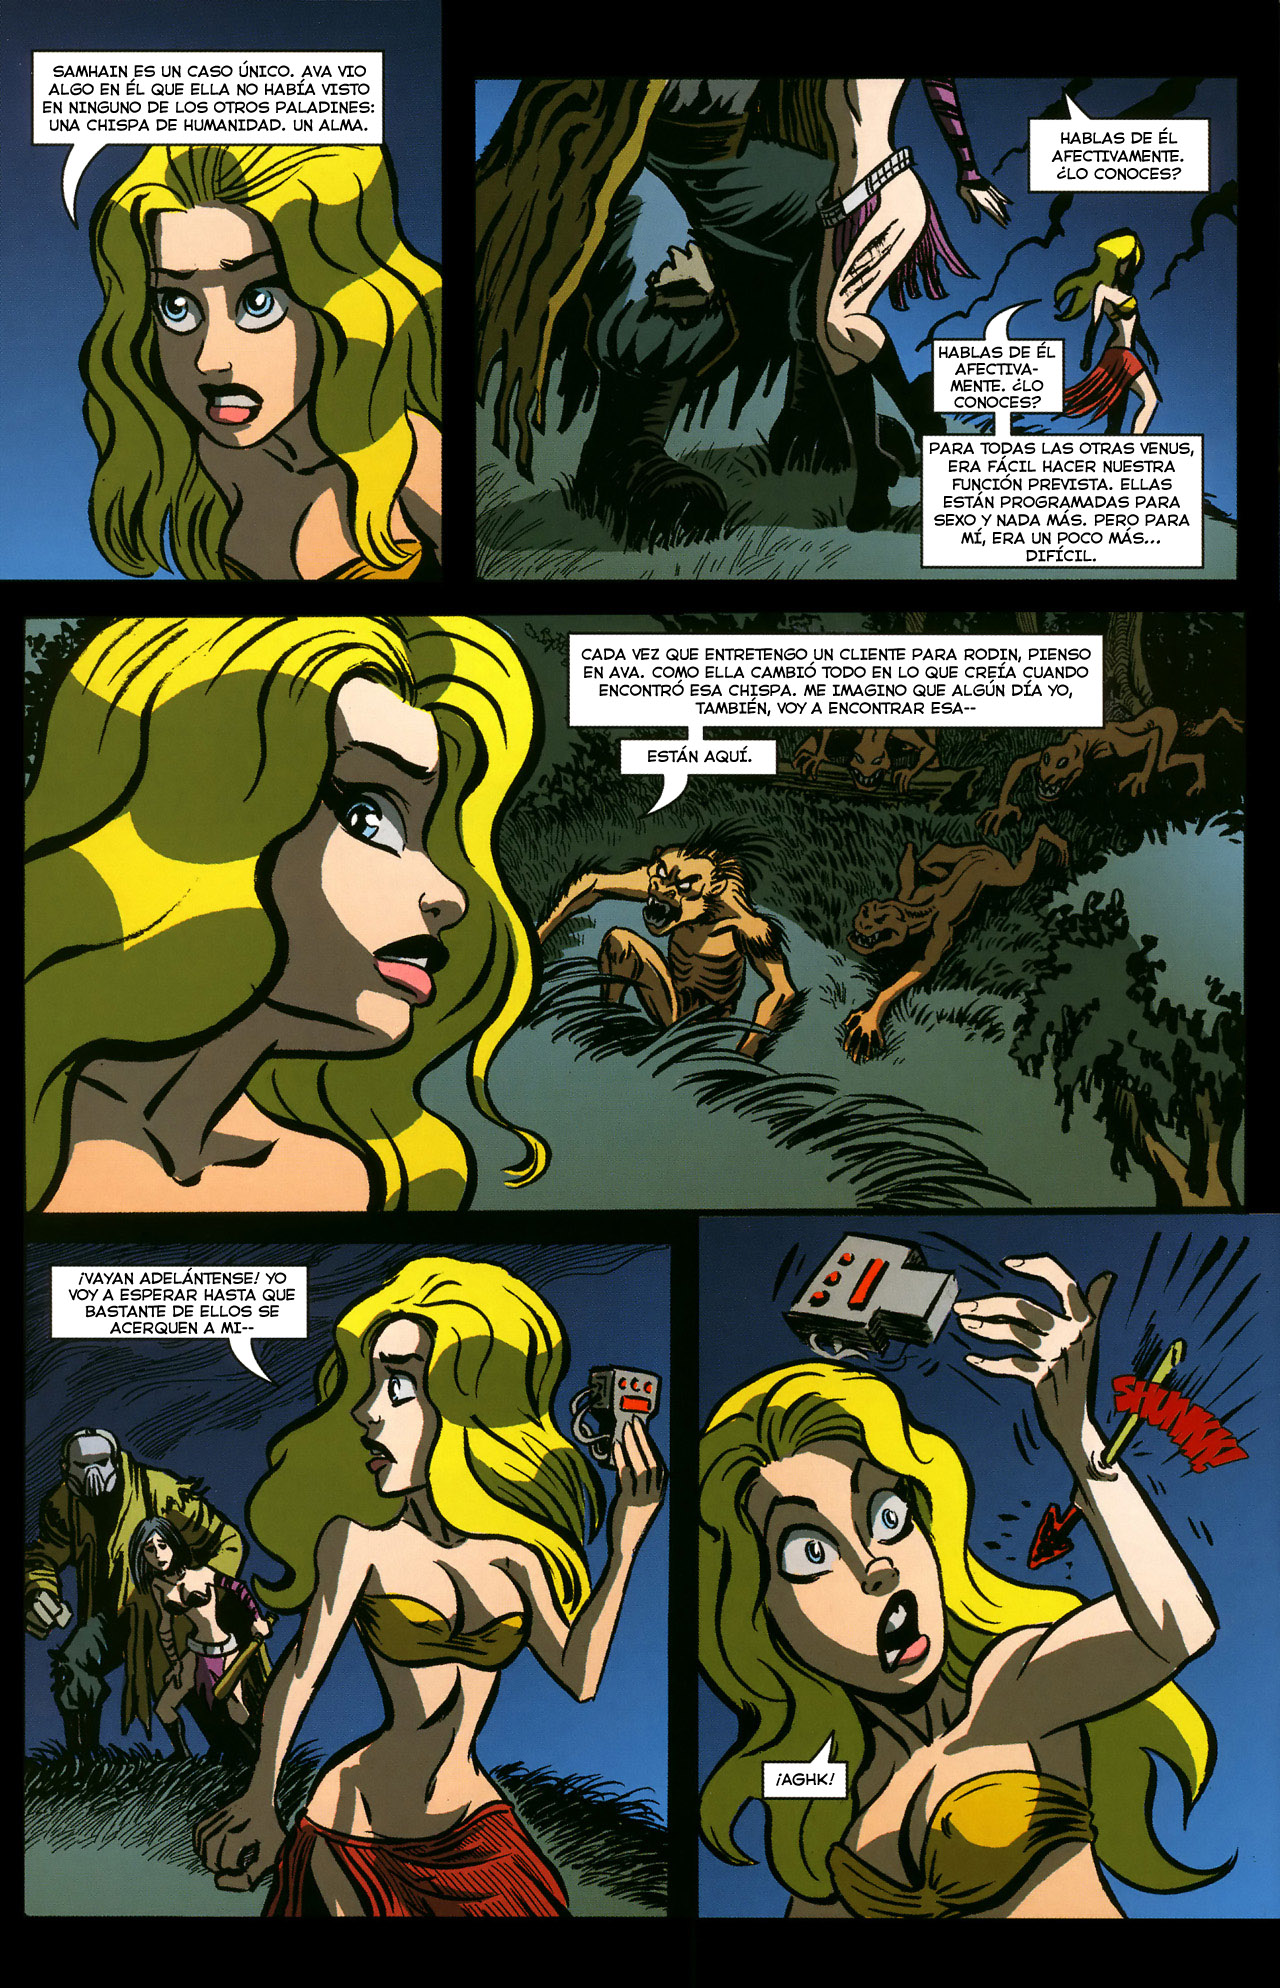 SAMHAIN ES UN CASO ÚNICO. AVA VIO
ALGO EN ÉL QUE ELLA NO HABÍA VISTO
EN NINGUNO DE LOS OTROS PALADINES:
UNA CHISPA DE HUMANIDAD. UN ALMA.
HABLAS DE ÉL
AFECTIVAMENTE.
¿LO CONOCES?
HABLAS DE ÉL
AFECTIVA-
MENTE. ¿LO
CONOCES?
PARA TODAS LAS OTRAS VENUS,
ERA FÁCIL HACER NUESTRA
FUNCIÓN PREVISTA. ELLAS
ESTÁN PROGRAMADAS PARA
SEXO Y NADA MÁS. PERO PARA
MÍ, ERA UN POCO MÁS...
DIFÍCIL.
CADA VEZ QUE ENTRETENGO UN CLIENTE PARA RODIN, PIENSO
EN AVA. COMO ELLA CAMBIÓ TODO EN LO QUE CREÍA CUANDO
ENCONTRÓ ESA CHISPA. ME IMAGINO QUE ALGÚN DÍA YO,
TAMBIÉN, VOY A ENCONTRAR ESA--
ESTÁN AQUÍ.
¡VAYAN ADELÁNTENSE! YO
VOY A ESPERAR HASTA QUE
BASTANTE DE ELLOS SE
ACERQUEN A MI--
SHUNKK!
¡AGHK!